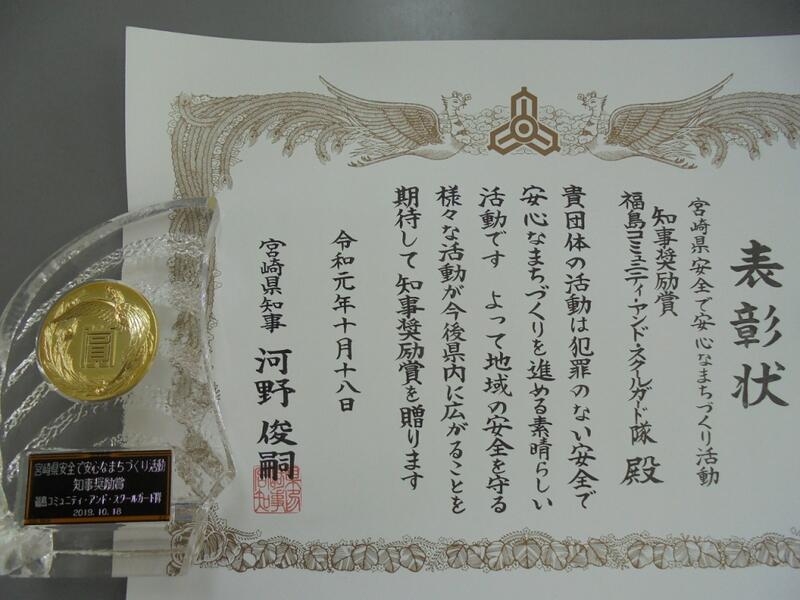 表彰状
宮崎県安全で安心なまちづくり活動
知事奨励賞
福島コミュニティ・アンド・スクールガード隊 殿
貴団体の活動は犯罪のない安全で
安心なまちづくりを進める素晴らしい
活動です よって地域の安全を守る
様々な活動が今後県内に広がることを
期待して知事奨励賞を贈ります
令和元年十月十八日
宮崎県知事 河野俊嗣
賞
宮崎県安全で安心なまちづくり活動
知事奨励賞
福島コミュニティ・アンド・スクールガード
2019.10.18